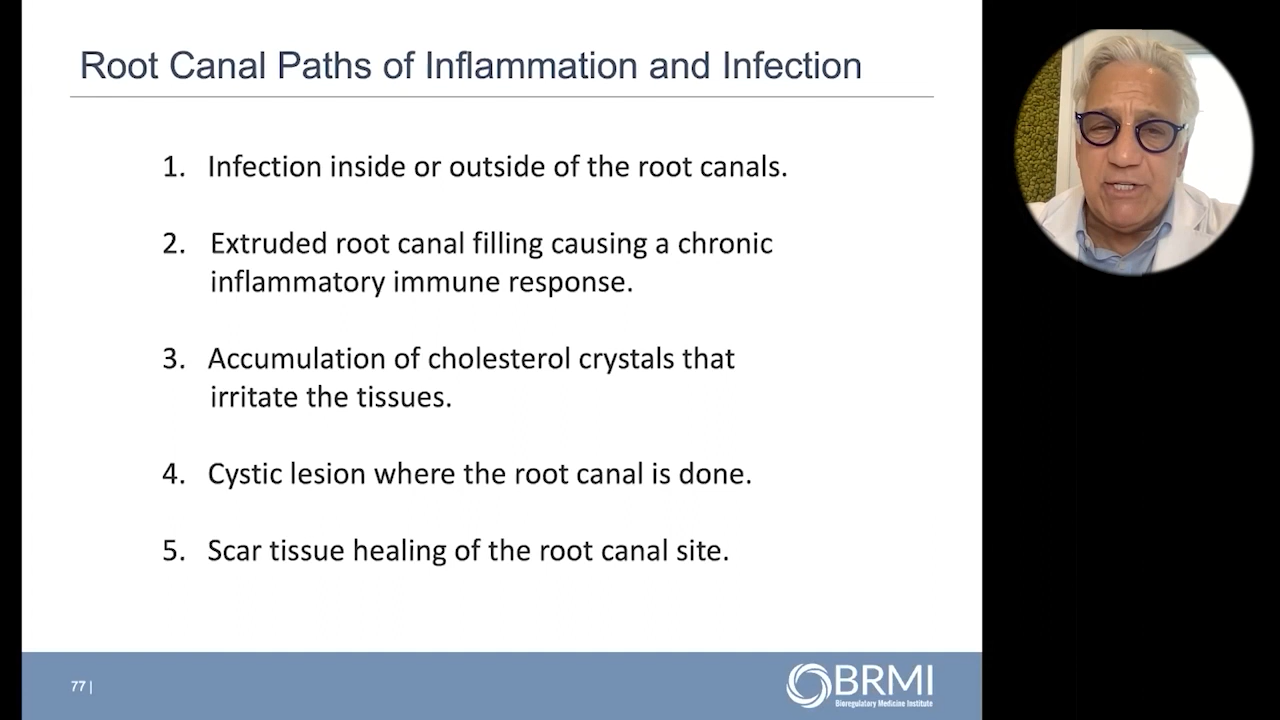 Root Canal Paths of Inflammation and Infection
1. Infection inside or outside of the root canals.
2. Extruded root canal filling causing a chronic
inflammatory immune response.
3. Accumulation of cholesterol crystals that
irritate the tissues.
4. Cystic lesion where the root canal is done.
5. Scar tissue healing of the root canal site.
77 |
BRMI
Bioregulatory Medicine Institute